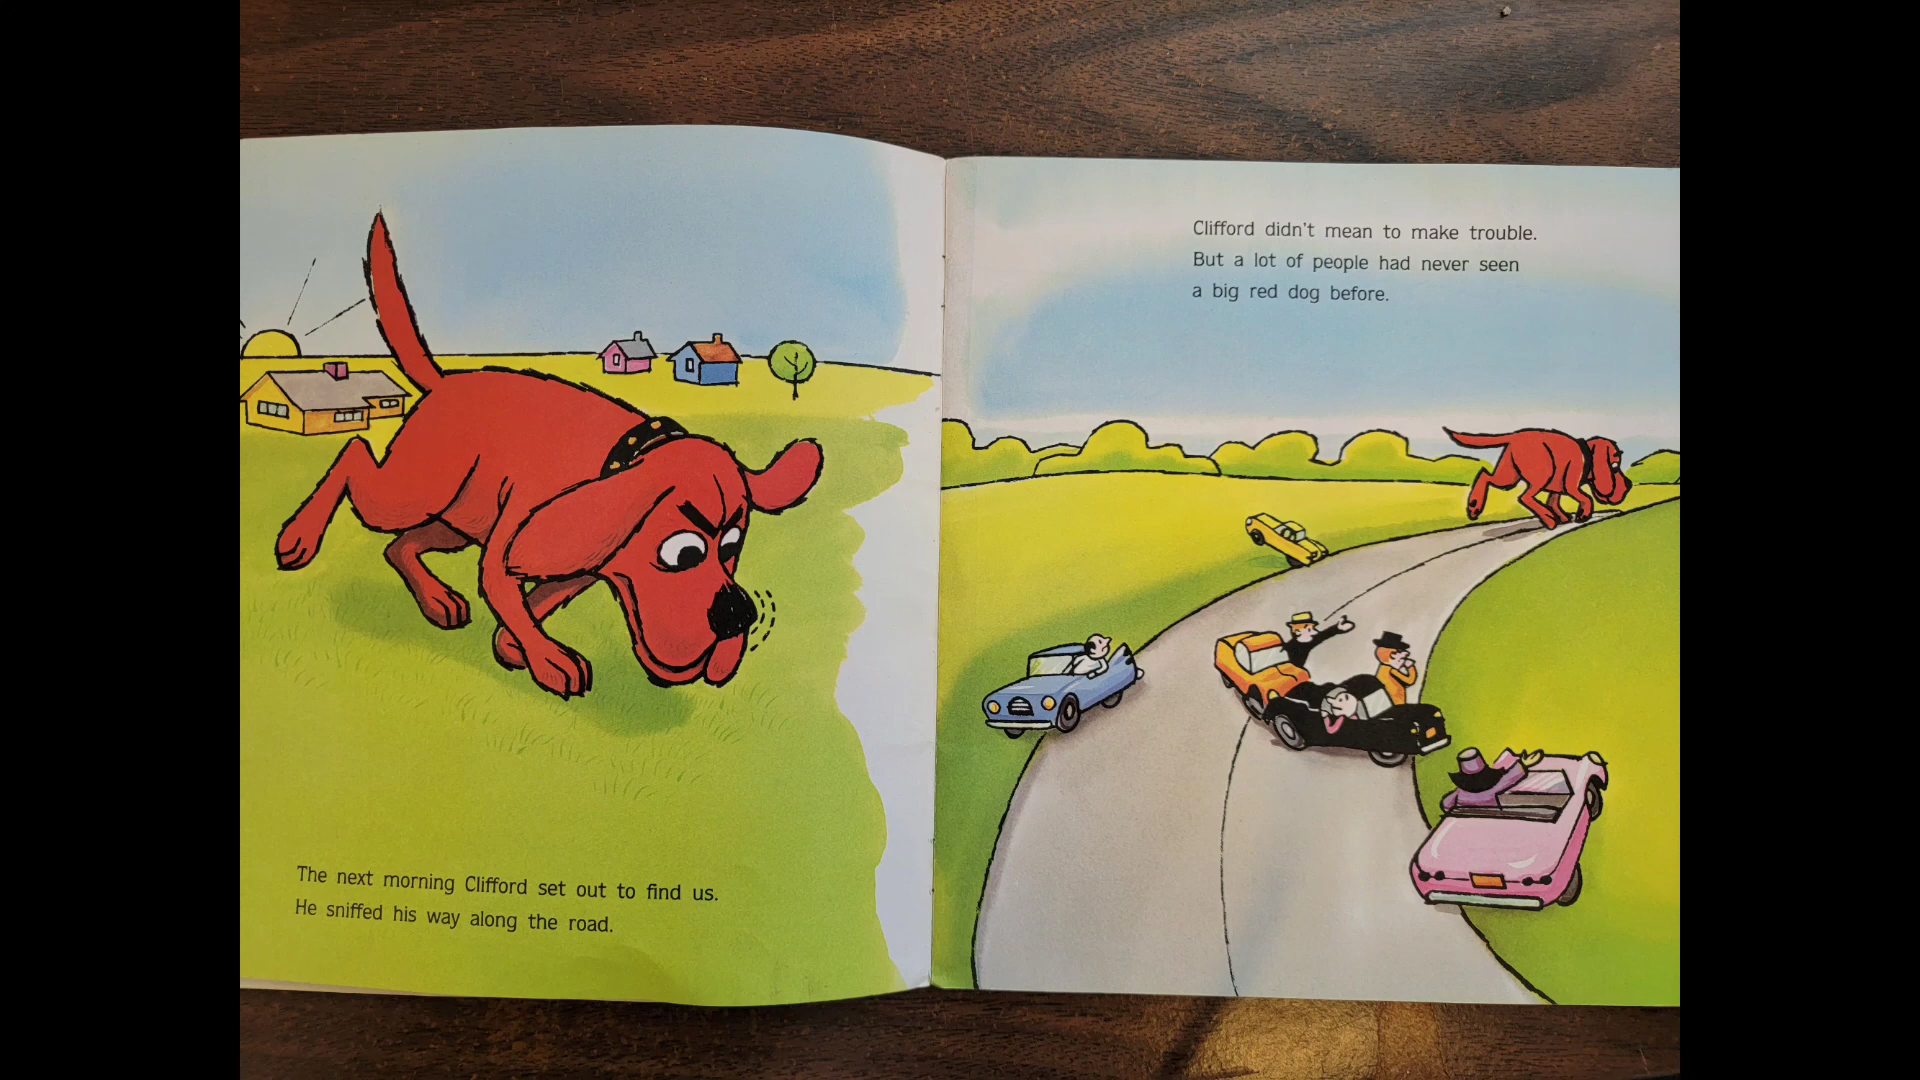 The next morning Clifford set out to find us.
He sniffed his way along the road.
Clifford didn't mean to make trouble.
But a lot of people had never seen
a big red dog before.